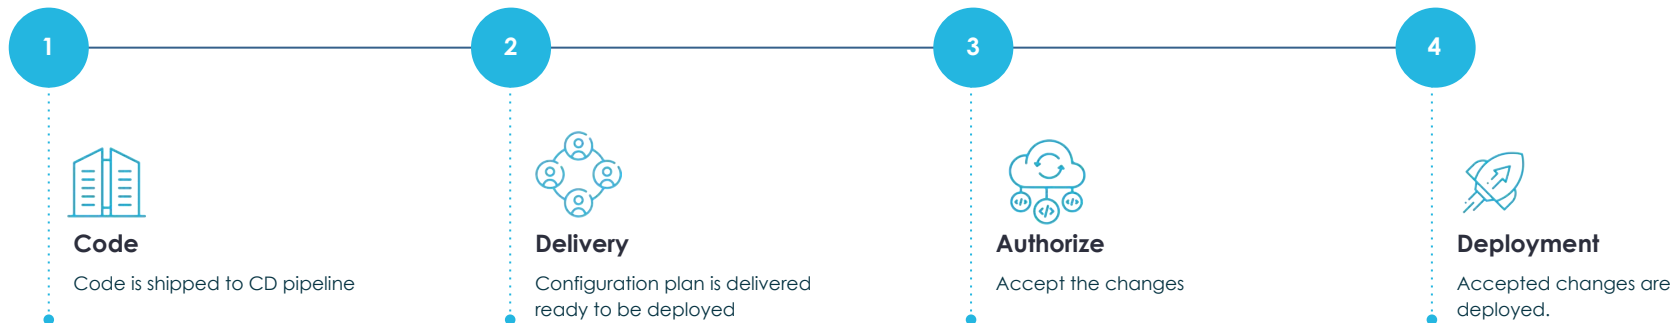 1
2
3
4
Code
Code is shipped to CD pipeline
Delivery
Configuration plan is delivered
ready to be deployed
Authorize
Accept the changes
Deployment
Accepted changes are
deployed.